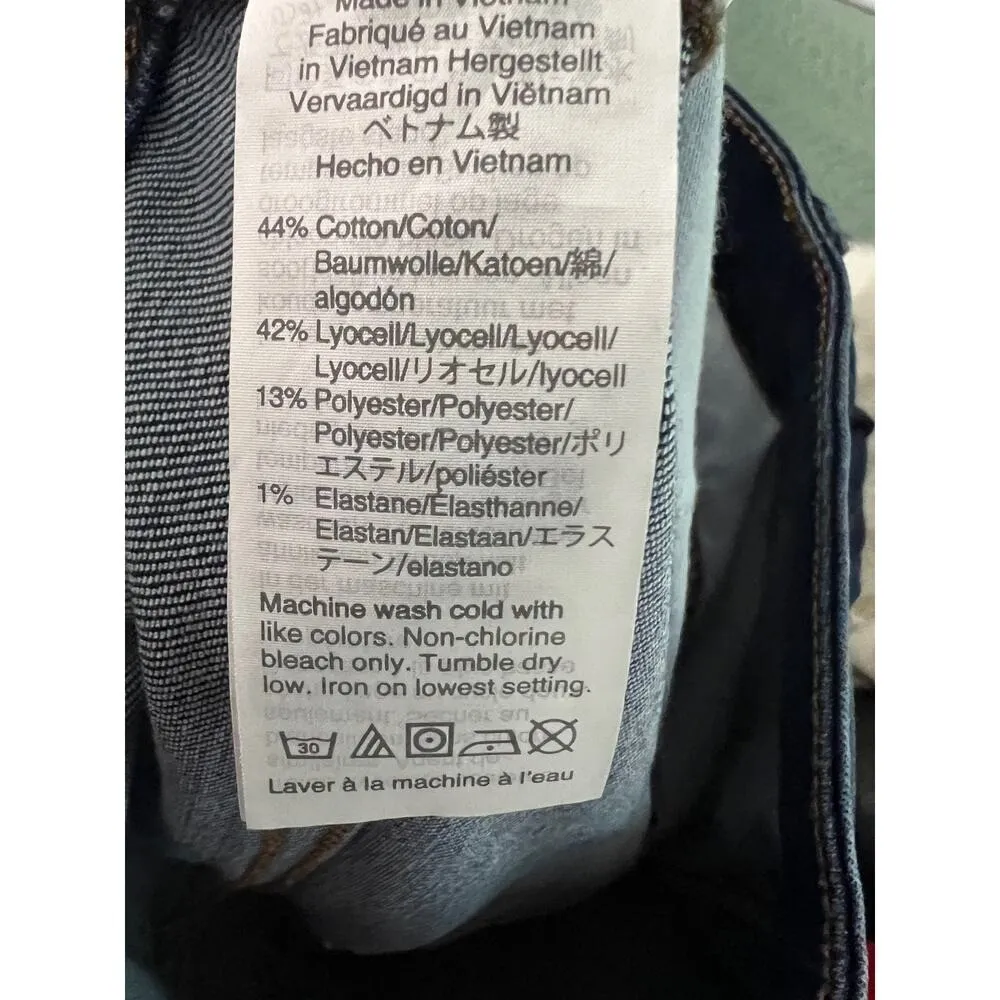 Made in Vietnam
Fabriqué au Vietnam
in Vietnam Hergestellt
Vervaardigd in Viëtnam
ベトナム製
Hecho en Vietnam
44% Cotton/Coton/
Baumwolle/Katoen/綿/
algodón
42% Lyocell/Lyocell/Lyocell/
Lyocell/リオセル/lyocell
13% Polyester/Polyester/
Polyester/Polyester/ポリ
エステル/poliéster
1% Elastane/Élasthanne/
Elastan/Elastaan/エラス
テーン/elastano
Machine wash cold with
like colors. Non-chlorine
bleach only. Tumble dry
low. Iron on lowest setting.
30
Laver à la machine à l'eau